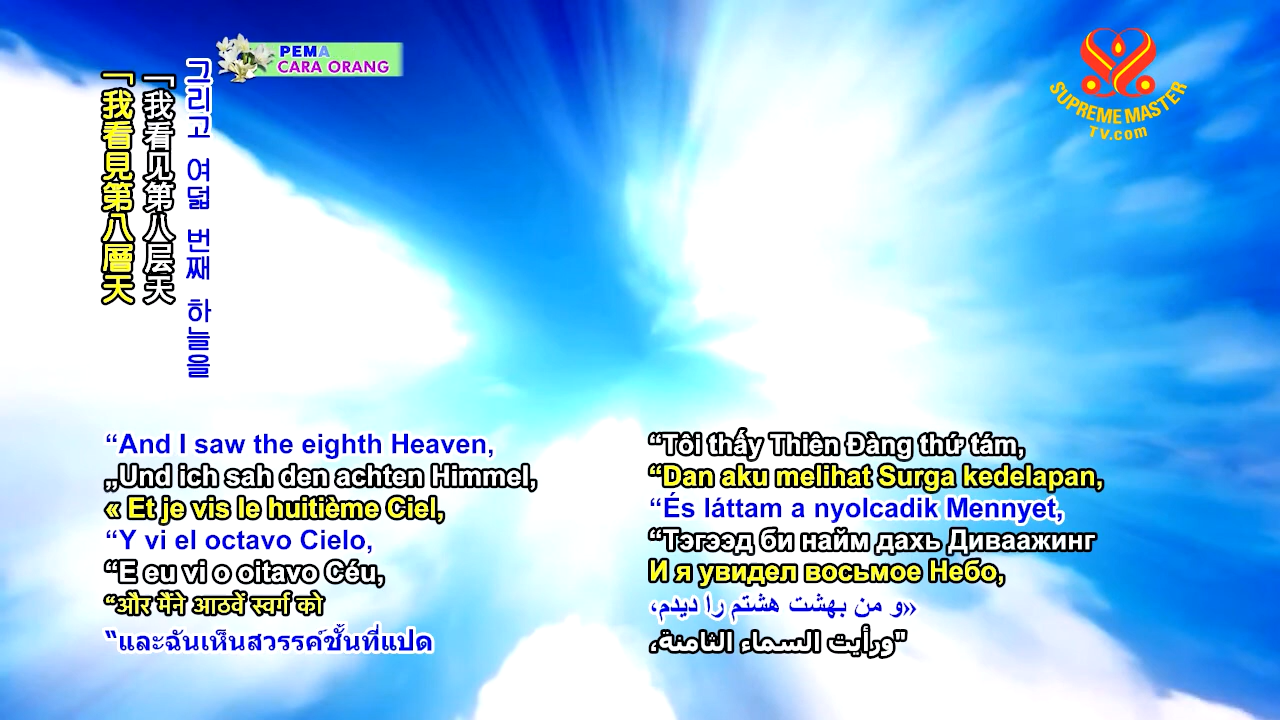 PEMA
CARA ORANG
SUPREME MASTER
TV.com
그리고 여덟 번째 하늘을
「我看见第八层天
「我看見第八層天
“And I saw the eighth Heaven,
„Und ich sah den achten Himmel,
« Et je vis le huitième Ciel,
“Y vi el octavo Cielo,
“E eu vi o oitavo Céu,
“और मैंने आठवें स्वर्ग को
“และฉันเห็นสวรรค์ชั้นที่แปด
“Tôi thấy Thiên Đàng thứ tám,
“Dan aku melihat Surga kedelapan,
“És láttam a nyolcadik Mennyet,
“Тэгээд би найм дахь Диваажинг
И я увидел восьмое Небо,
«و من بهشت هشتم را دیدم،
"ورأيت السماء الثامنة،